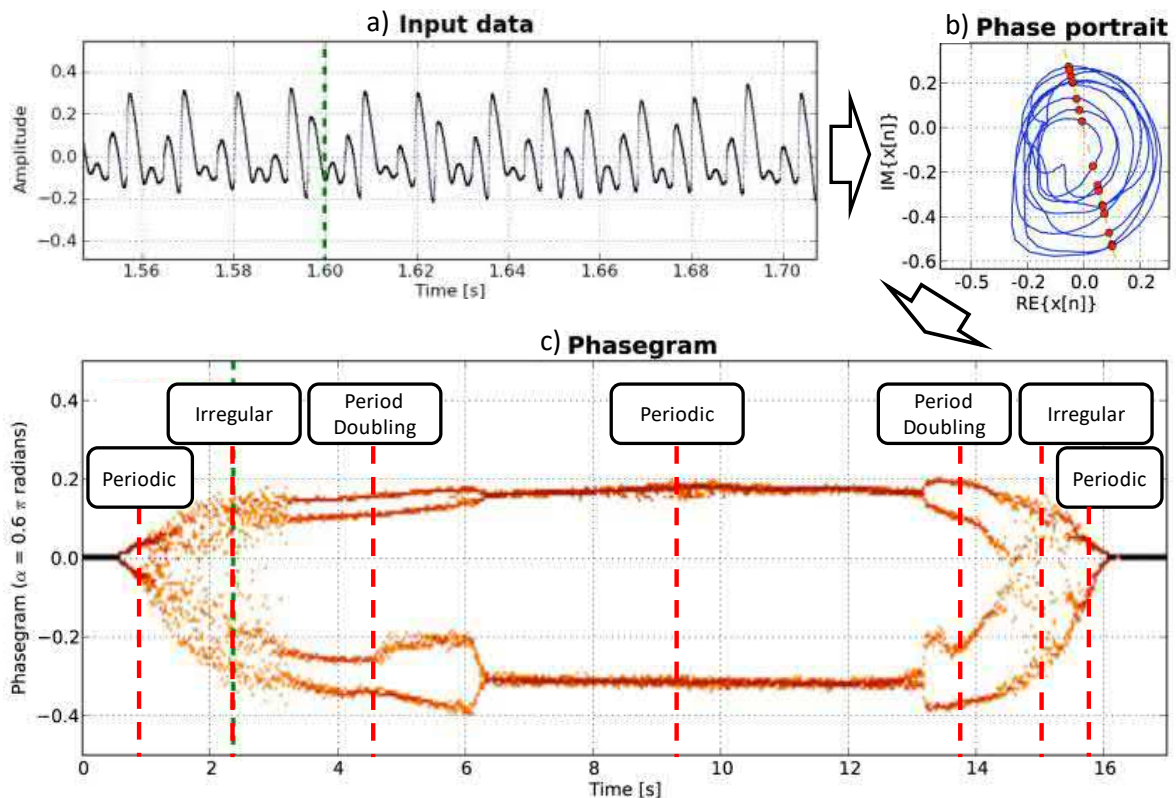 a) Input data
Amplitude
0.4
0.2
0.0
−0.2
−0.4
1.56
1.58
1.60
1.62
1.64
1.66
1.68
1.70
Time [s]
b) Phase portrait
IM{x[n]}
0.2
0.0
−0.2
−0.4
−0.6
-0.5
-0.2
0.0
0.2
RE{x[n]}
c) Phasegram
Phasegram (α = 0.6 π radians)
0.4
0.2
0.0
−0.2
−0.4
Periodic
Irregular
Period
Doubling
Periodic
Period
Doubling
Irregular
Periodic
0
2
4
6
8
10
12
14
16
Time [s]